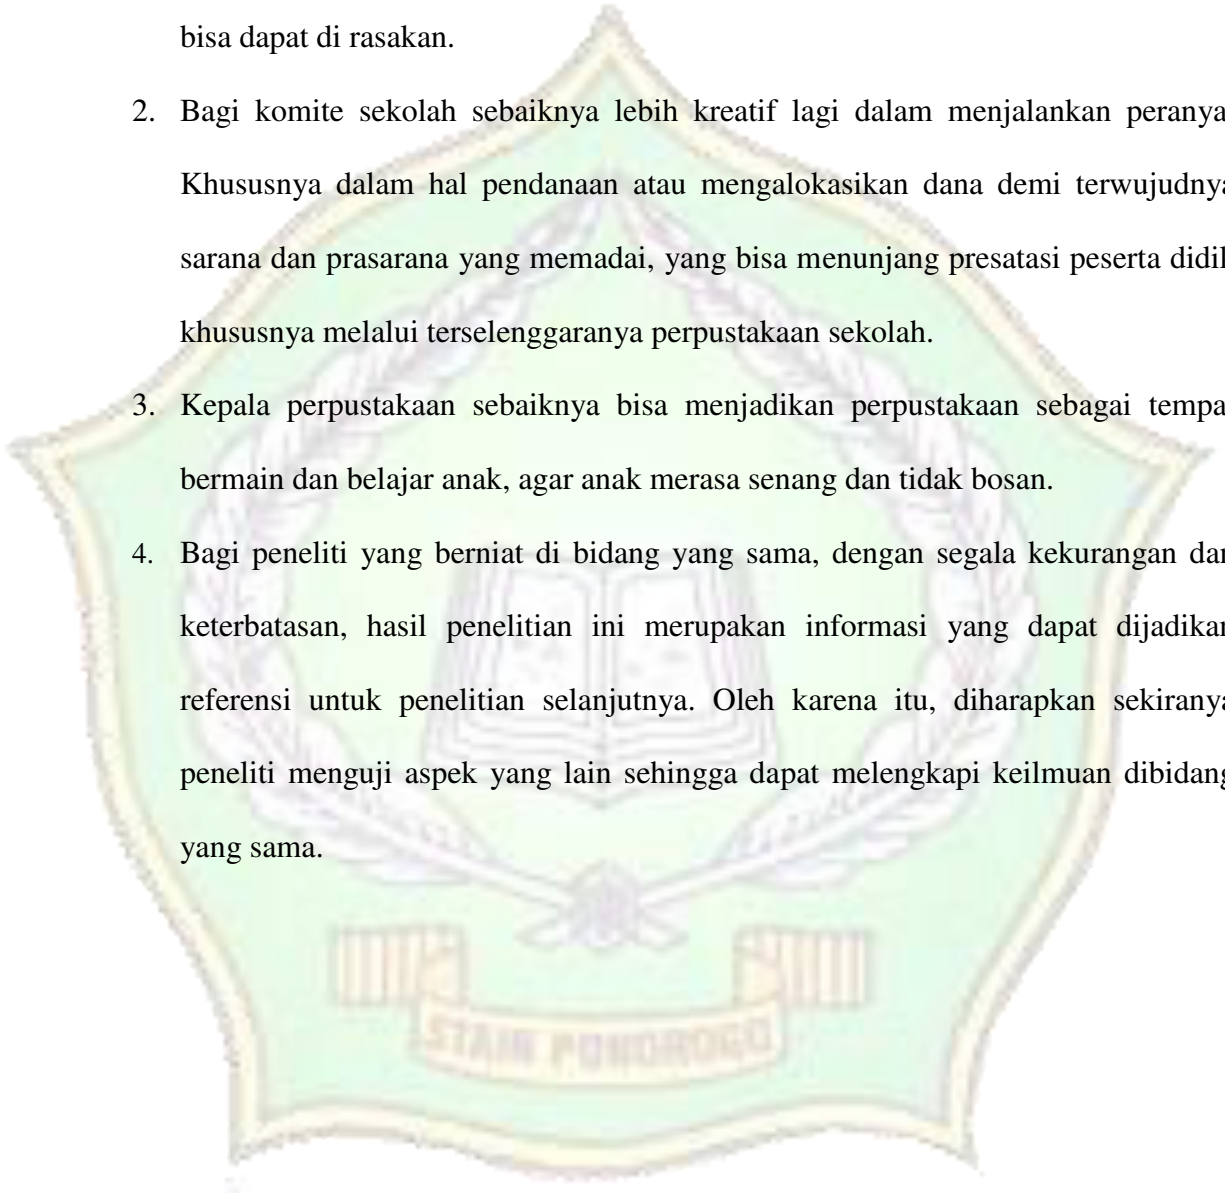 bisa dapat di rasakan.
2. Bagi komite sekolah sebaiknya lebih kreatif lagi dalam menjalankan peranya
Khususnya dalam hal pendanaan atau mengalokasikan dana demi terwujudnya
sarana dan prasarana yang memadai, yang bisa menunjang presatasi peserta didi
khususnya melalui terselenggaranya perpustakaan sekolah.
3. Kepala perpustakaan sebaiknya bisa menjadikan perpustakaan sebagai tempa
bermain dan belajar anak, agar anak merasa senang dan tidak bosan.
4. Bagi peneliti yang berniat di bidang yang sama, dengan segala kekurangan dan
keterbatasan, hasil penelitian ini merupakan informasi yang dapat dijadikan
referensi untuk penelitian selanjutnya. Oleh karena itu, diharapkan sekiranya
peneliti menguji aspek yang lain sehingga dapat melengkapi keilmuan dibidang
yang sama.
STAIN PONOROGO